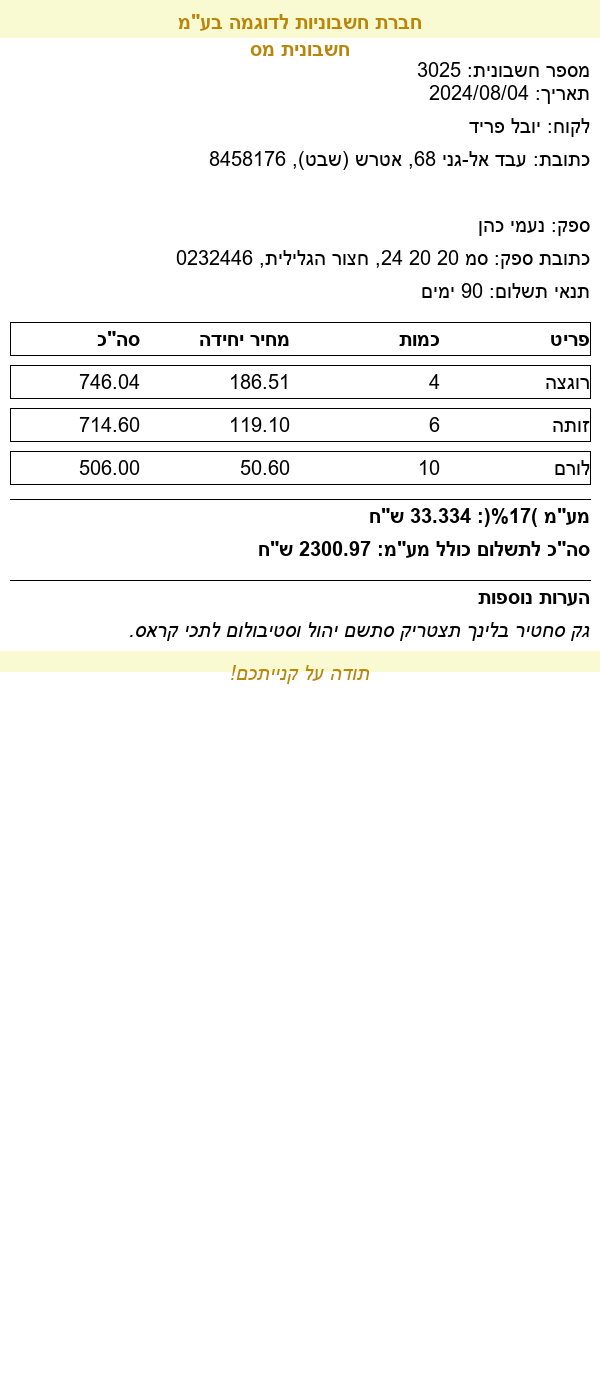 חברת חשבוניות לדוגמה בע"מ
חשבונית מס
מספר חשבונית: 3025
תאריך: 2024/08/04
לקוח: יובל פריד
כתובת: עבד אל-גני 68, אטרש (שבט), 8458176
ספק: נעמי כהן
כתובת ספק: סמ 20 20 24, חצור הגלילית, 0232446
תנאי תשלום: 90 ימים
פריט כמות מחיר יחידה סה"כ
רוגצה 4 186.51 746.04
זותה 6 119.10 714.60
לורם 10 50.60 506.00
מע"מ )17%(: 33.334 ש"ח
סה"כ לתשלום כולל מע"מ: 2300.97 ש"ח
הערות נוספות
גק סחטיר בלינך תצטריק סתשם יהול וסטיבולום לתכי קראס.
תודה על קנייתכם!